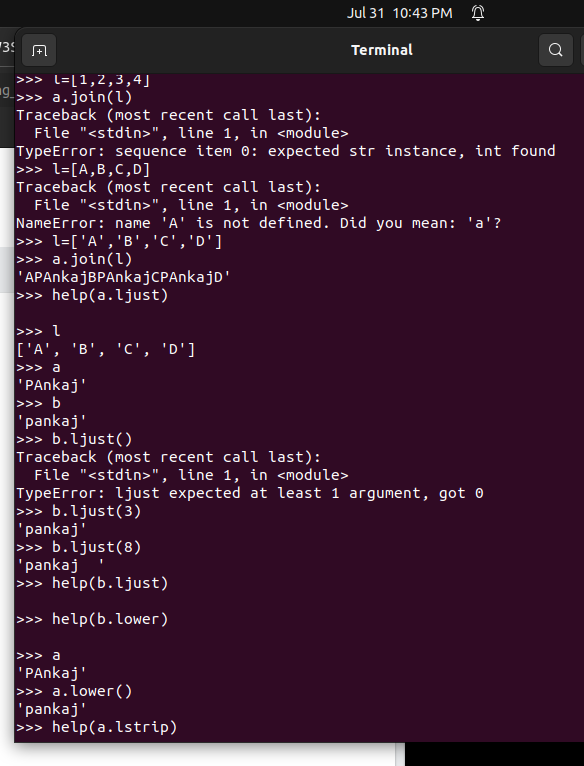 Jul 31 10:43 PM
Terminal
>>> l=[1,2,3,4]
>>> a.join(l)
Traceback (most recent call last):
  File "<stdin>", line 1, in <module>
TypeError: sequence item 0: expected str instance, int found
>>> l=[A,B,C,D]
Traceback (most recent call last):
  File "<stdin>", line 1, in <module>
NameError: name 'A' is not defined. Did you mean: 'a'?
>>> l=['A','B','C','D']
>>> a.join(l)
'APAnkajBPAnkajCPAnkajD'
>>> help(a.ljust)
>>> l
['A', 'B', 'C', 'D']
>>> a
'PAnkaj'
>>> b
'pankaj'
>>> b.ljust()
Traceback (most recent call last):
  File "<stdin>", line 1, in <module>
TypeError: ljust expected at least 1 argument, got 0
>>> b.ljust(3)
'pankaj'
>>> b.ljust(8)
'pankaj  '
>>> help(b.ljust)
>>> help(b.lower)
>>> a
'PAnkaj'
>>> a.lower()
'pankaj'
>>> help(a.lstrip)